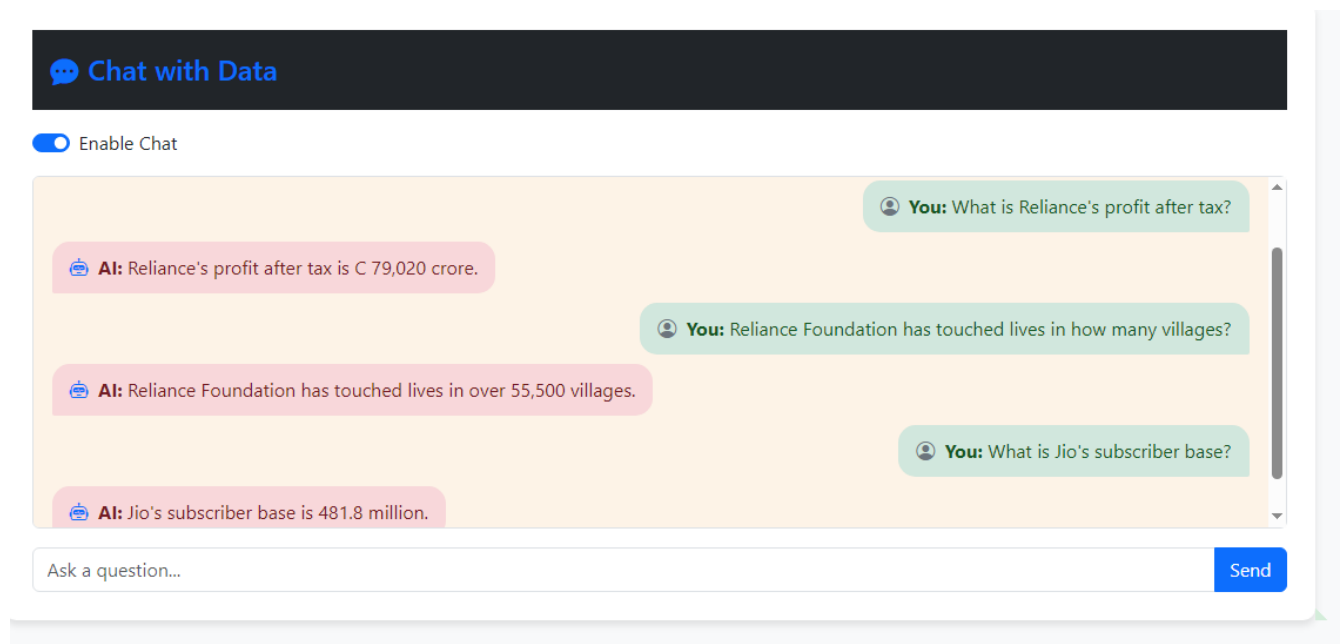 Chat with Data
Enable Chat
You: What is Reliance's profit after tax?
AI: Reliance's profit after tax is C 79,020 crore.
You: Reliance Foundation has touched lives in how many villages?
AI: Reliance Foundation has touched lives in over 55,500 villages.
You: What is Jio's subscriber base?
AI: Jio's subscriber base is 481.8 million.
Ask a question...
Send